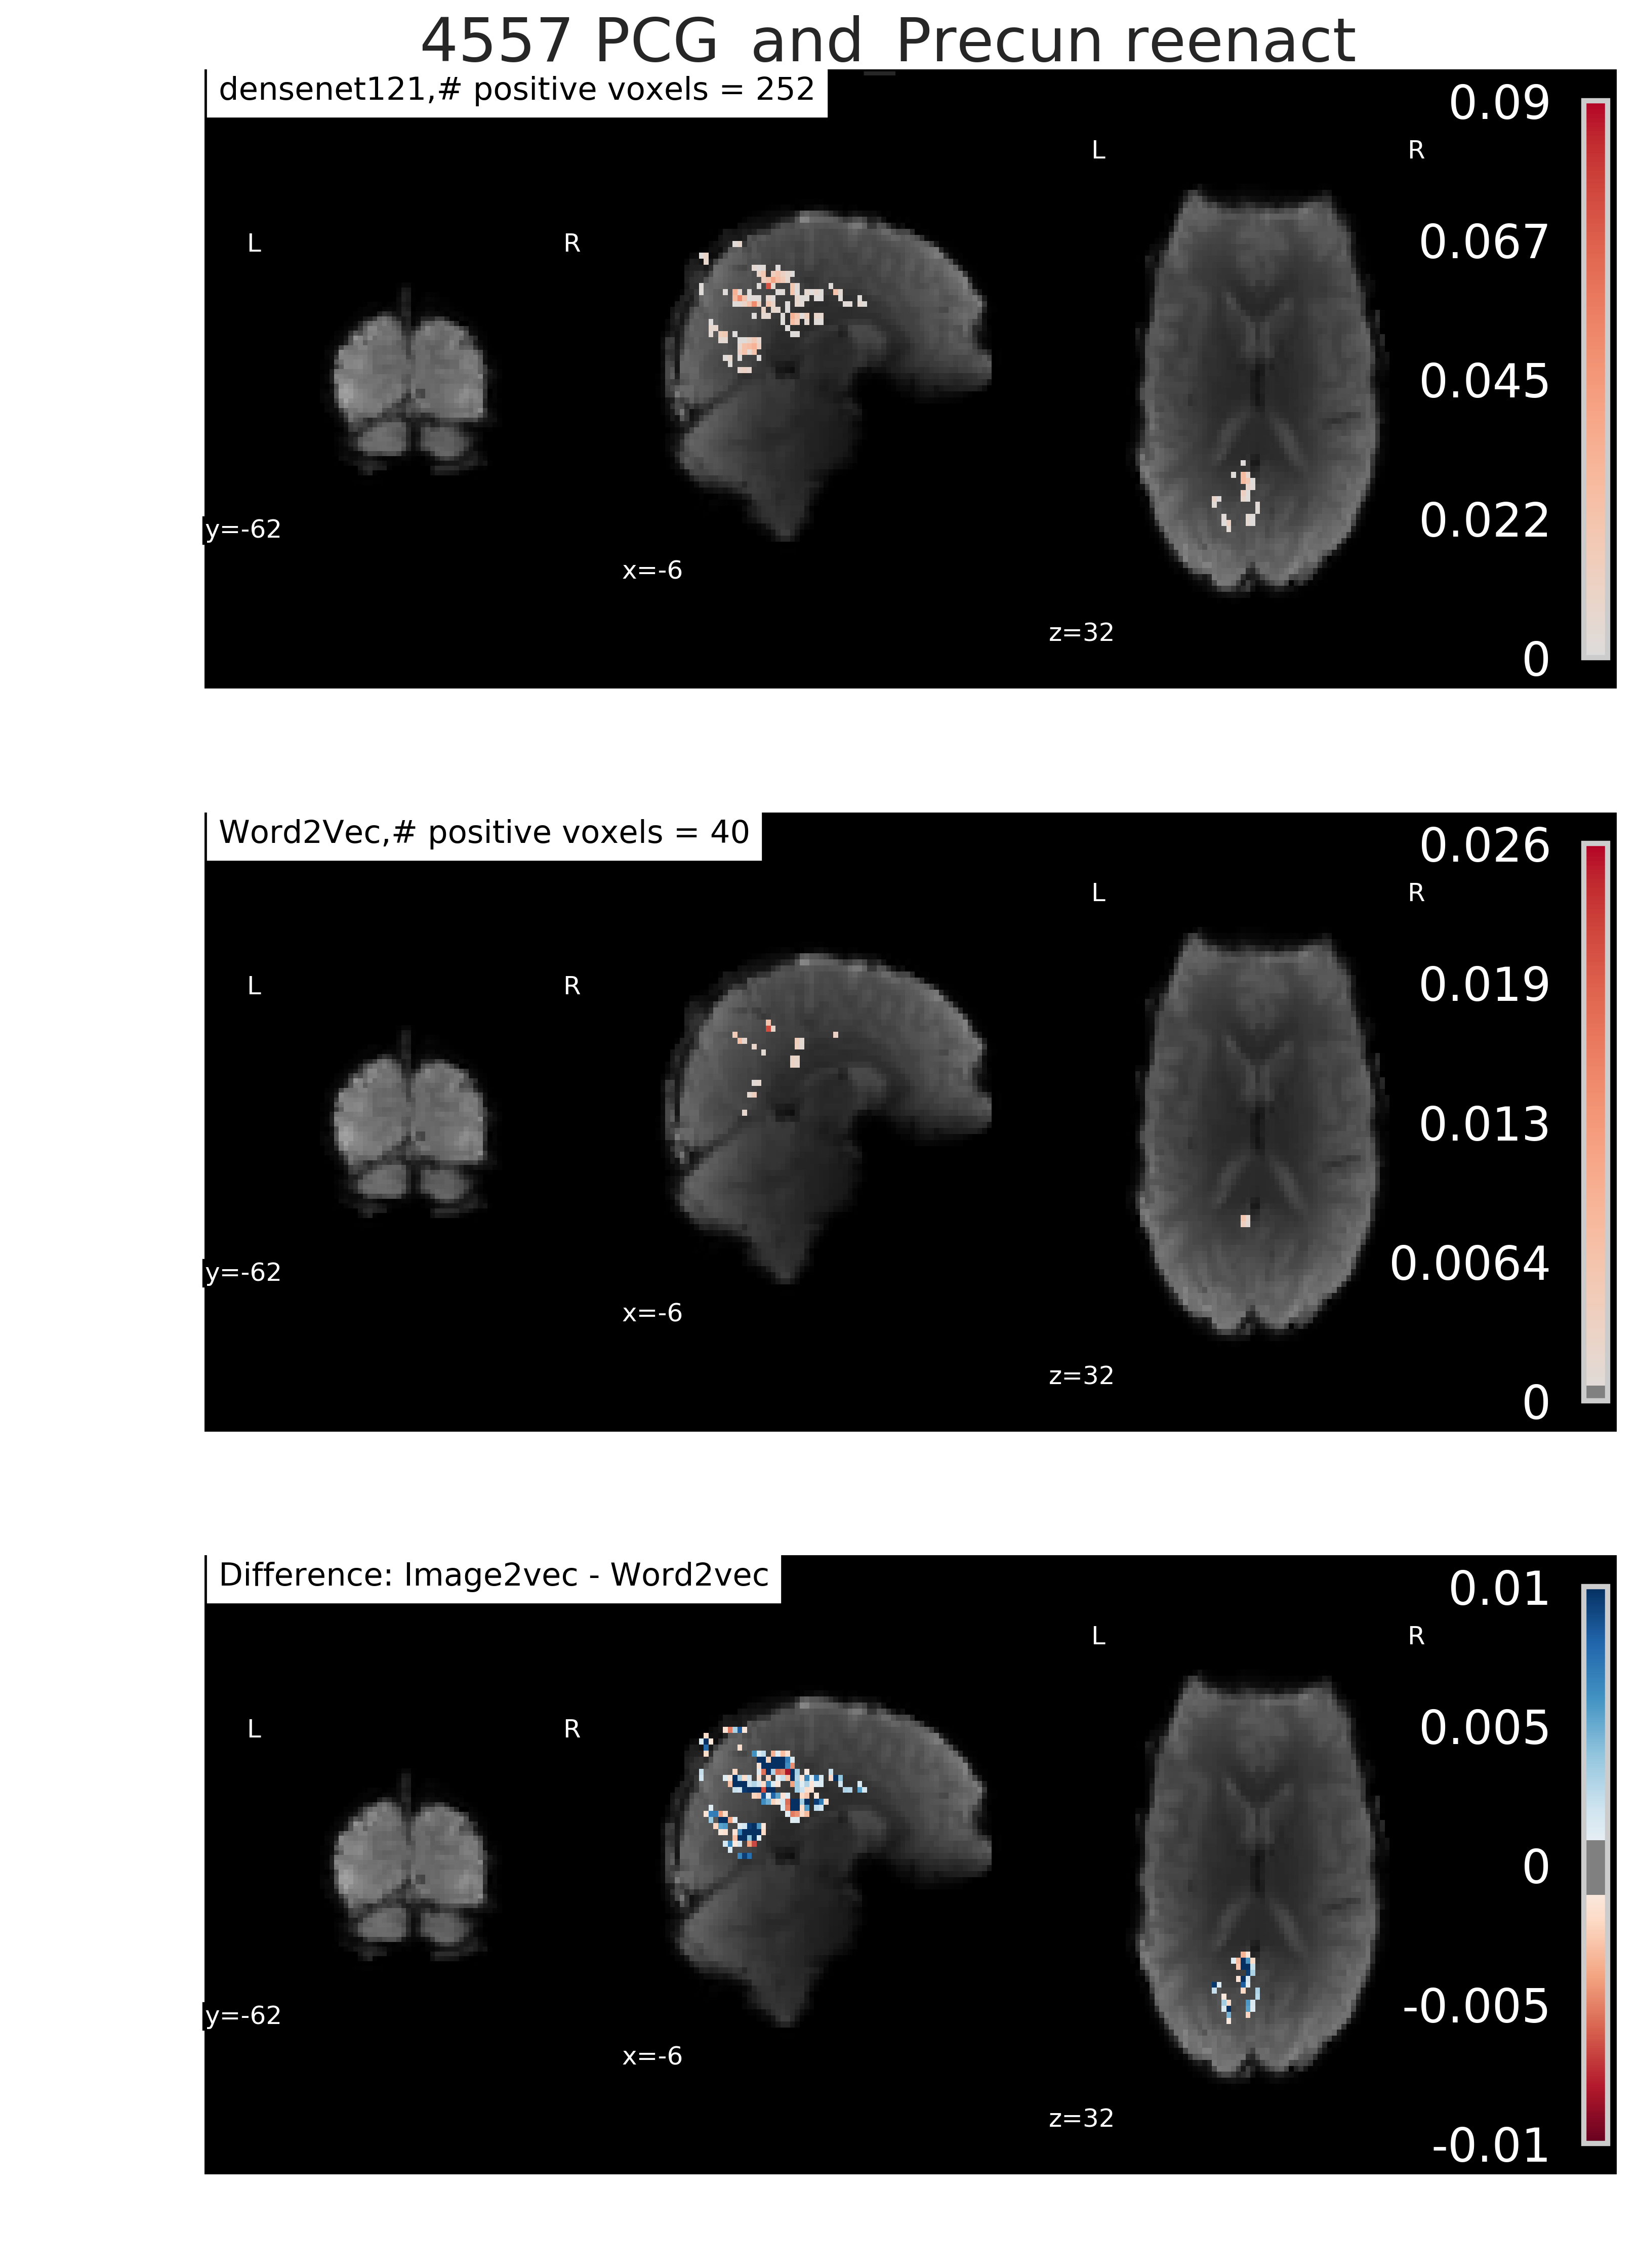 4557 PCG_and__Precun reenact
densenet121,# positive voxels = 252
0.09
L R
0.067
L R
0.045
0.022
y=-62
x=-6
z=32
0
Word2Vec,# positive voxels = 40
0.026
L R
0.019
L R
0.013
0.0064
y=-62
x=-6
z=32
0
Difference: Image2vec - Word2vec
0.01
L R
0.005
L R
0
-0.005
y=-62
x=-6
z=32
-0.01